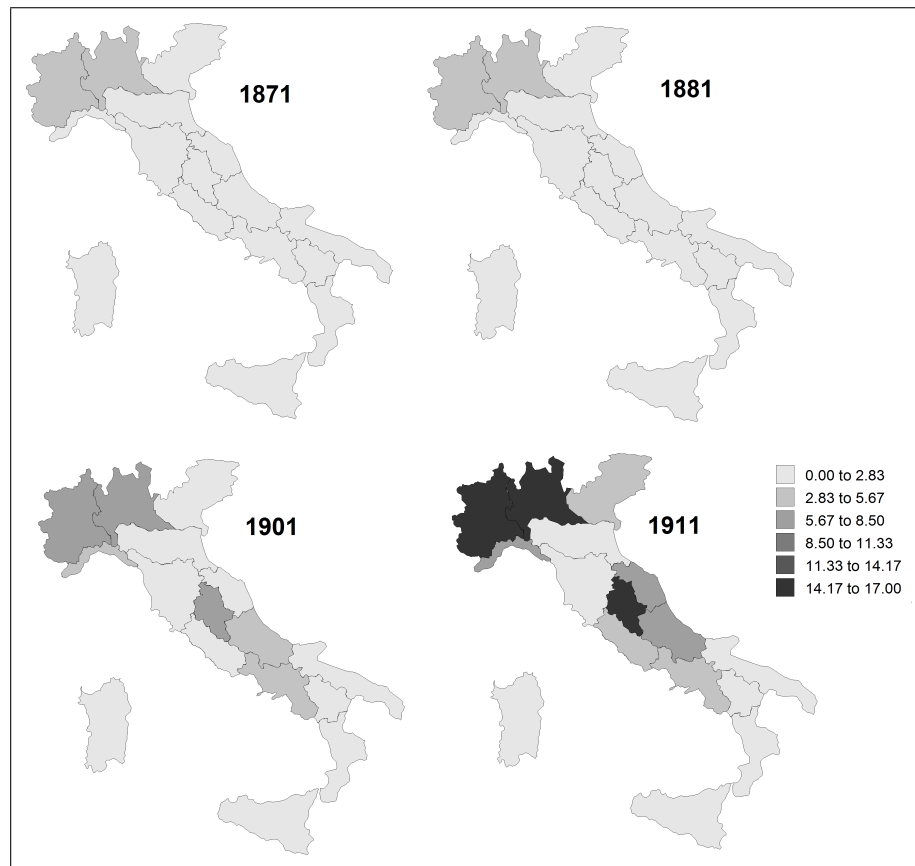 1871
1881
1901
1911
0.00 to 2.83
2.83 to 5.67
5.67 to 8.50
8.50 to 11.33
11.33 to 14.17
14.17 to 17.00